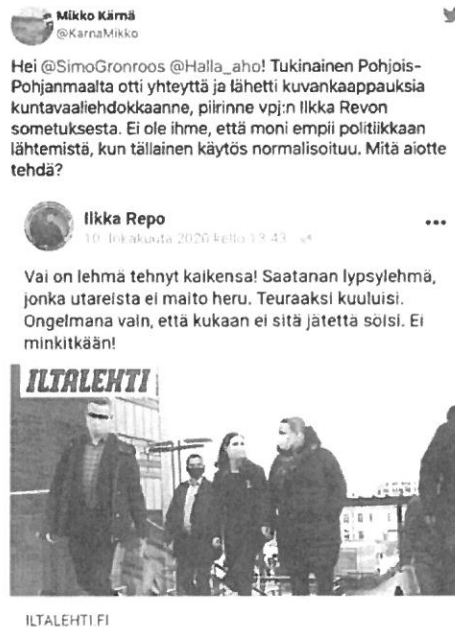 Mikko Kärnä
@KarnaMikko
Hei @SimoGronroos @Halla_aho! Tukinainen Pohjois-
Pohjanmaalta otti yhteyttä ja lähetti kuvankaappauksia
kuntavaaliehdokkaanne, piirinne vpj:n Ilkka Revon
sometuksesta. Ei ole ihme, että moni empii politiikkaan
lähtemistä, kun tällainen käytös normalisoituu. Mitä aiotte
tehdä?
Ilkka Repo
10. lokakuuta 2020 kello 13.43
Vai on lehmä tehnyt kaikensa! Saatanan lypsylehmä,
jonka utareista ei maito heru. Teuraaksi kuuluisi.
Ongelmana vain, että kukaan ei sitä jätettä söisi. Ei
minkitkään!
ILTALEHTI
ILTALEHTI.FI